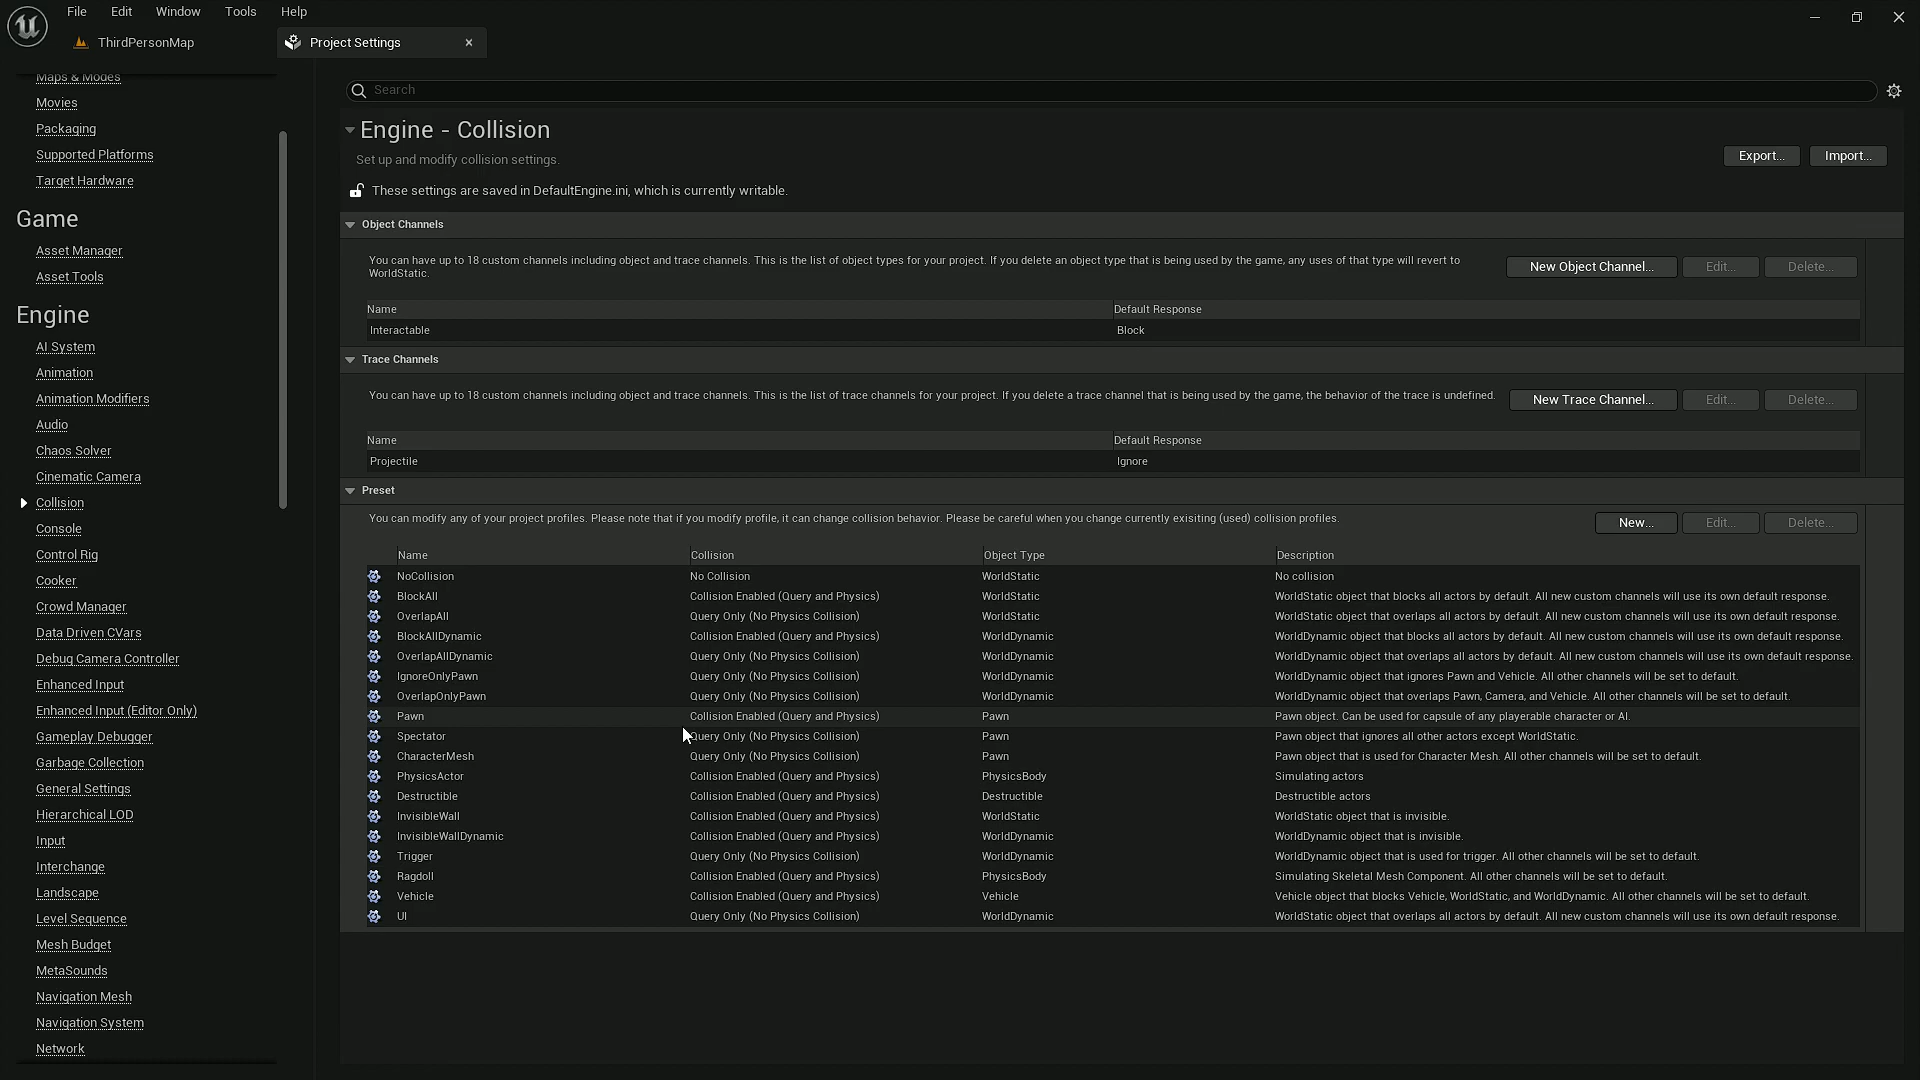 File Edit Window Tools Help
ThirdPersonMap Project Settings
Maps & Modes
Movies
Packaging
Supported Platforms
Target Hardware
Game
Asset Manager
Asset Tools
Engine
AI System
Animation
Animation Modifiers
Audio
Chaos Solver
Cinematic Camera
Collision
Console
Control Rig
Cooker
Crowd Manager
Data Driven CVars
Debug Camera Controller
Enhanced Input
Enhanced Input (Editor Only)
Gameplay Debugger
Garbage Collection
General Settings
Hierarchical LOD
Input
Interchange
Landscape
Level Sequence
Mesh Budget
MetaSounds
Navigation Mesh
Navigation System
Network
Search
Engine - Collision
Set up and modify collision settings.
Export... Import...
These settings are saved in DefaultEngine.ini, which is currently writable.
Object Channels
You can have up to 18 custom channels including object and trace channels. This is the list of object types for your project. If you delete an object type that is being used by the game, any uses of that type will revert to
WorldStatic.
New Object Channel... Edit... Delete...
Name Default Response
Interactable Block
Trace Channels
You can have up to 18 custom channels including object and trace channels. This is the list of trace channels for your project. If you delete a trace channel that is being used by the game, the behavior of the trace is undefined.
New Trace Channel... Edit... Delete...
Name Default Response
Projectile Ignore
Preset
You can modify any of your project profiles. Please note that if you modify profile, it can change collision behavior. Please be careful when you change currently exisiting (used) collision profiles.
New... Edit... Delete...
Name Collision Object Type Description
NoCollision No Collision WorldStatic No collision
BlockAll Collision Enabled (Query and Physics) WorldStatic WorldStatic object that blocks all actors by default. All new custom channels will use its own default response.
OverlapAll Query Only (No Physics Collision) WorldStatic WorldStatic object that overlaps all actors by default. All new custom channels will use its own default response.
BlockAllDynamic Collision Enabled (Query and Physics) WorldDynamic WorldDynamic object that blocks all actors by default. All new custom channels will use its own default response.
OverlapAllDynamic Query Only (No Physics Collision) WorldDynamic WorldDynamic object that overlaps all actors by default. All new custom channels will use its own default response.
IgnoreOnlyPawn Query Only (No Physics Collision) WorldDynamic WorldDynamic object that ignores Pawn and Vehicle. All other channels will be set to default.
OverlapOnlyPawn Query Only (No Physics Collision) WorldDynamic WorldDynamic object that overlaps Pawn, Camera, and Vehicle. All other channels will be set to default.
Pawn Collision Enabled (Query and Physics) Pawn Pawn object. Can be used for capsule of any playerable character or AI.
Spectator Query Only (No Physics Collision) Pawn Pawn object that ignores all other actors except WorldStatic.
CharacterMesh Query Only (No Physics Collision) Pawn Pawn object that is used for Character Mesh. All other channels will be set to default.
PhysicsActor Collision Enabled (Query and Physics) PhysicsBody Simulating actors
Destructible Collision Enabled (Query and Physics) Destructible Destructible actors
InvisibleWall Collision Enabled (Query and Physics) WorldStatic WorldStatic object that is invisible.
InvisibleWallDynamic Collision Enabled (Query and Physics) WorldDynamic WorldDynamic object that is invisible.
Trigger Query Only (No Physics Collision) WorldDynamic WorldDynamic object that is used for trigger. All other channels will be set to default.
Ragdoll Collision Enabled (Query and Physics) PhysicsBody Simulating Skeletal Mesh Component. All other channels will be set to default.
Vehicle Collision Enabled (Query and Physics) Vehicle Vehicle object that blocks Vehicle, WorldStatic, and WorldDynamic. All other channels will be set to default.
UI Query Only (No Physics Collision) WorldDynamic WorldStatic object that overlaps all actors by default. All new custom channels will use its own default response.